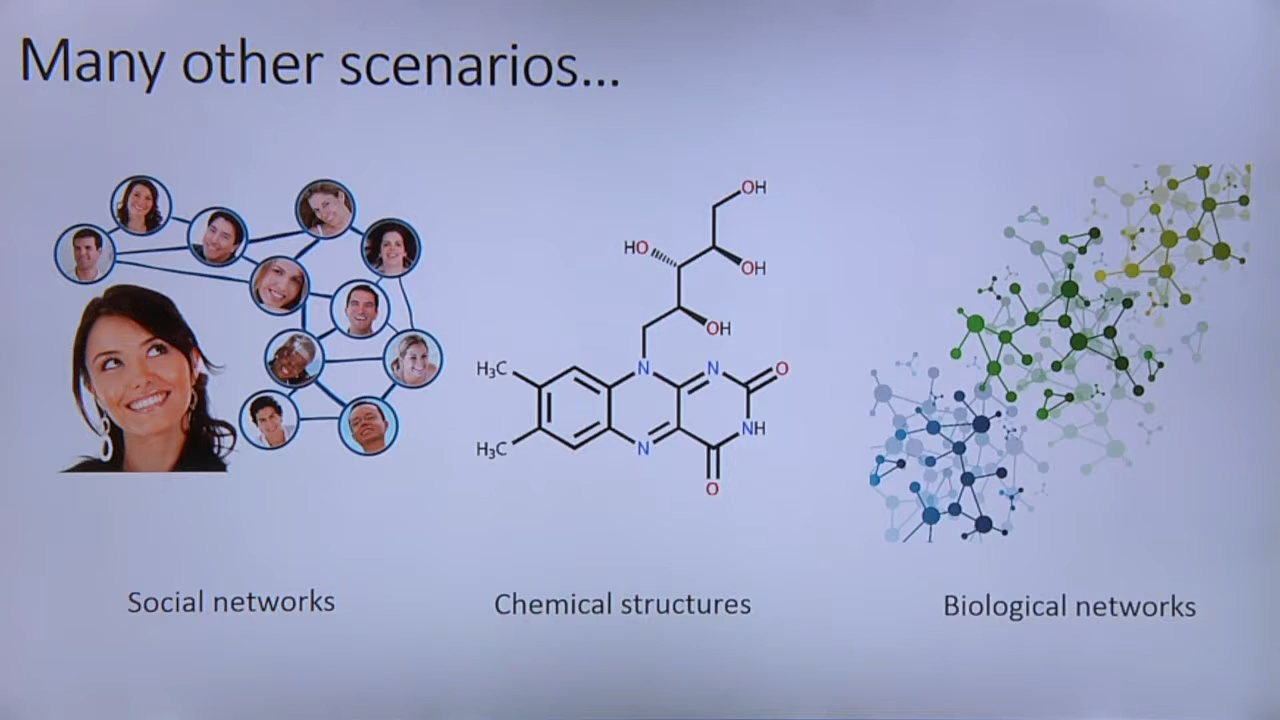 Many other scenarios...
OH
HO
OH
OH
H₃C
N
N
O
NH
H₃C
N
O
Social networks
Chemical structures
Biological networks